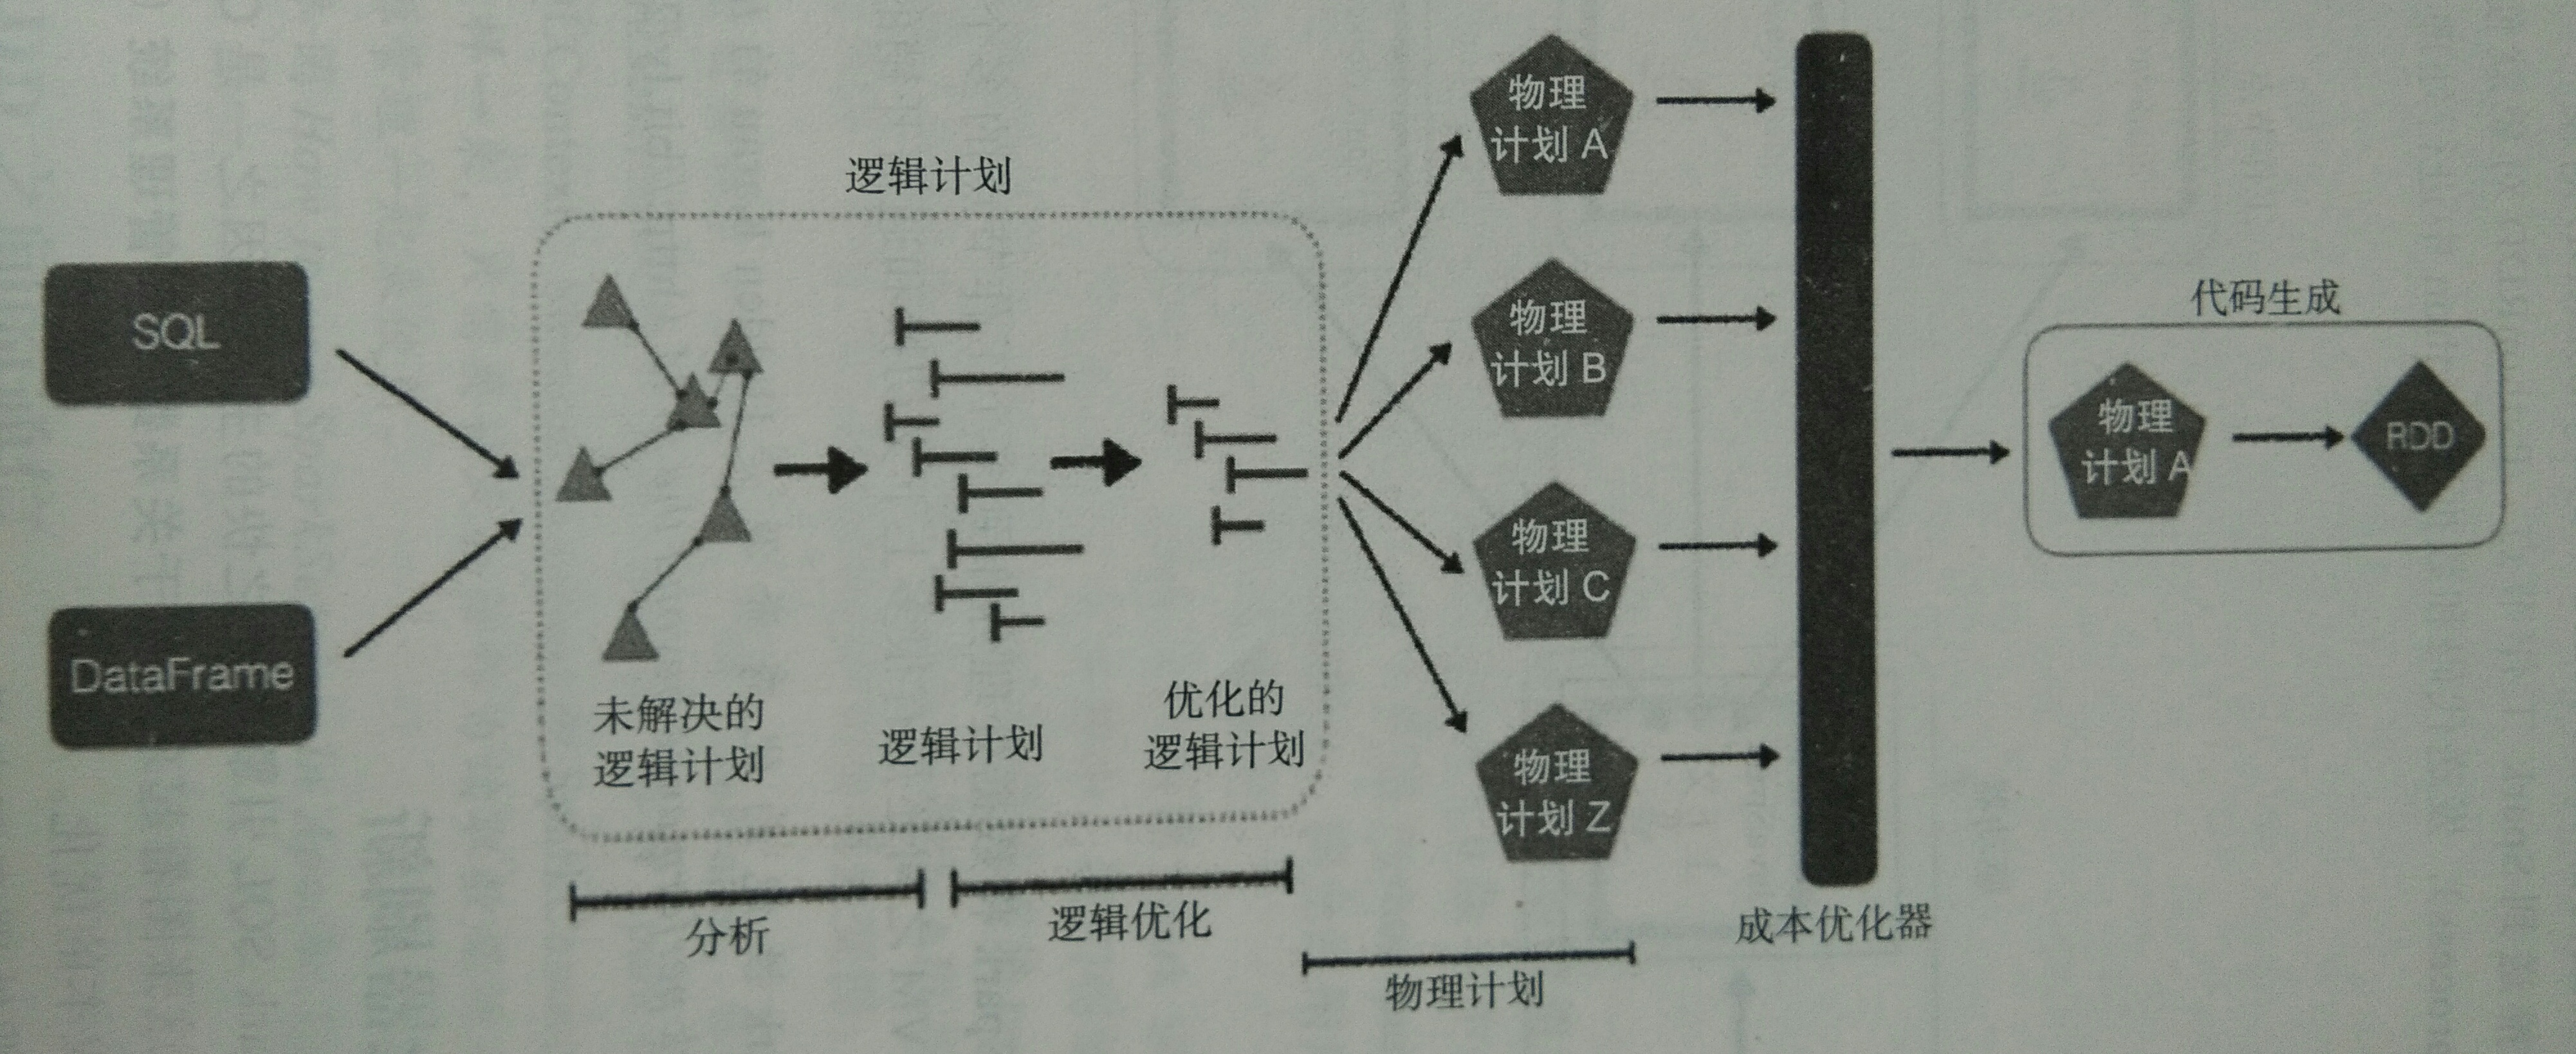 SQL
DataFrame
逻辑计划
未解决的
逻辑计划
逻辑计划
优化的
逻辑计划
分析
逻辑优化
物理
计划 A
物理
计划 B
物理
计划 C
物理
计划 Z
物理计划
成本优化器
代码生成
物理
计划 A
RDD